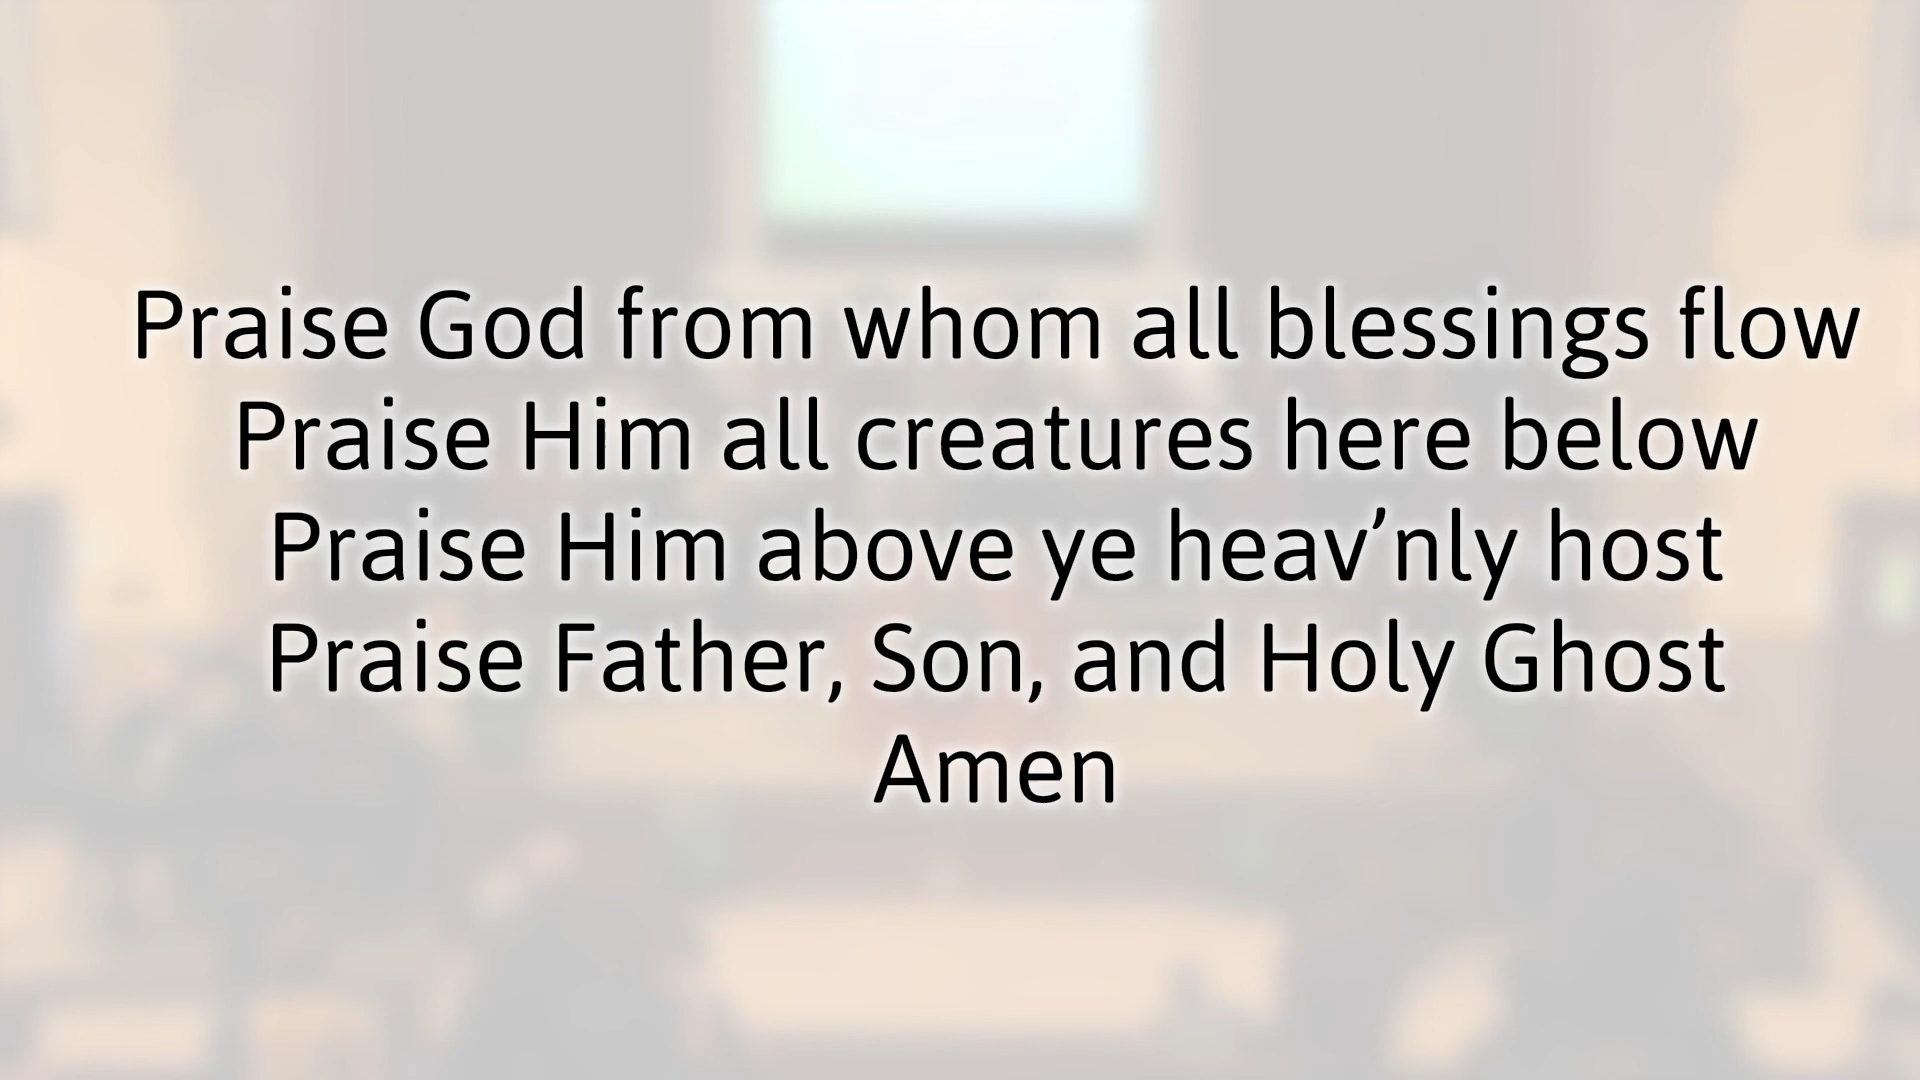 Praise God from whom all blessings flow
Praise Him all creatures here below
Praise Him above ye heav’nly host
Praise Father, Son, and Holy Ghost
Amen